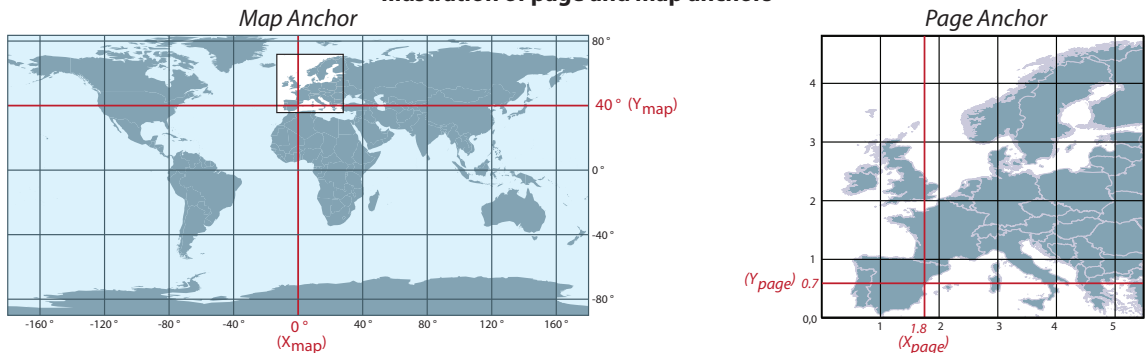 Illustration of page and map anchors
Map Anchor
80°
40° (Ymap)
0°
-40°
-80°
-160° -120° -80° -40° 0° 40° 80° 120° 160°
(Xmap)
Page Anchor
4
3
2
1
(Ypage) 0.7
0,0
1 1.8 2 3 4 5
(Xpage)